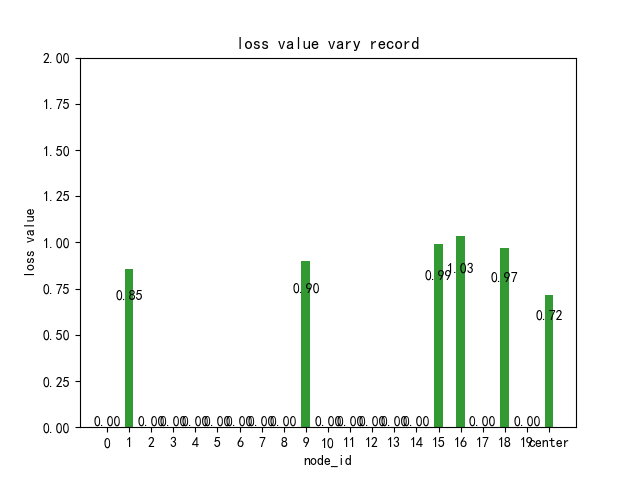 loss value vary record
2.00
1.75
1.50
1.25
1.00
0.75
0.50
0.25
0.00
loss value
0.00 0.85 0.00 0.00 0.00 0.00 0.00 0.00 0.00 0.90 0.00 0.00 0.00 0.00 0.00 0.99 1.03 0.00 0.97 0.00 0.72
0 1 2 3 4 5 6 7 8 9 10 11 12 13 14 15 16 17 18 19 center
node_id